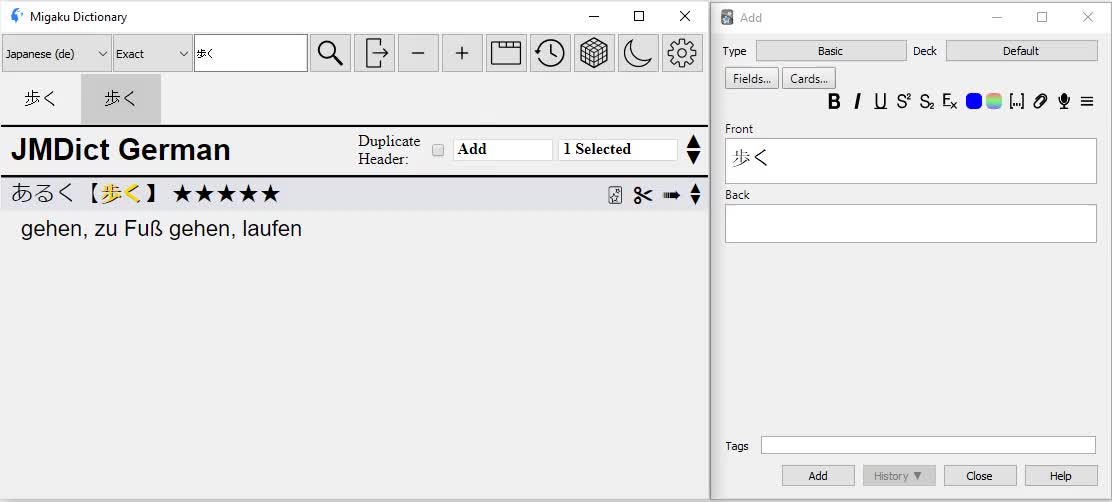 Migaku Dictionary
Japanese (de) Exact 歩く
歩く 歩く
JMDict German
Duplicate Header:
Add
1 Selected
あるく【歩く】★★★★★
gehen, zu Fuß gehen, laufen
Add
Type Basic Deck Default
Fields... Cards...
B I U S² S₂ Ex [...]
Front
歩く
Back
Tags
Add History ▼ Close Help